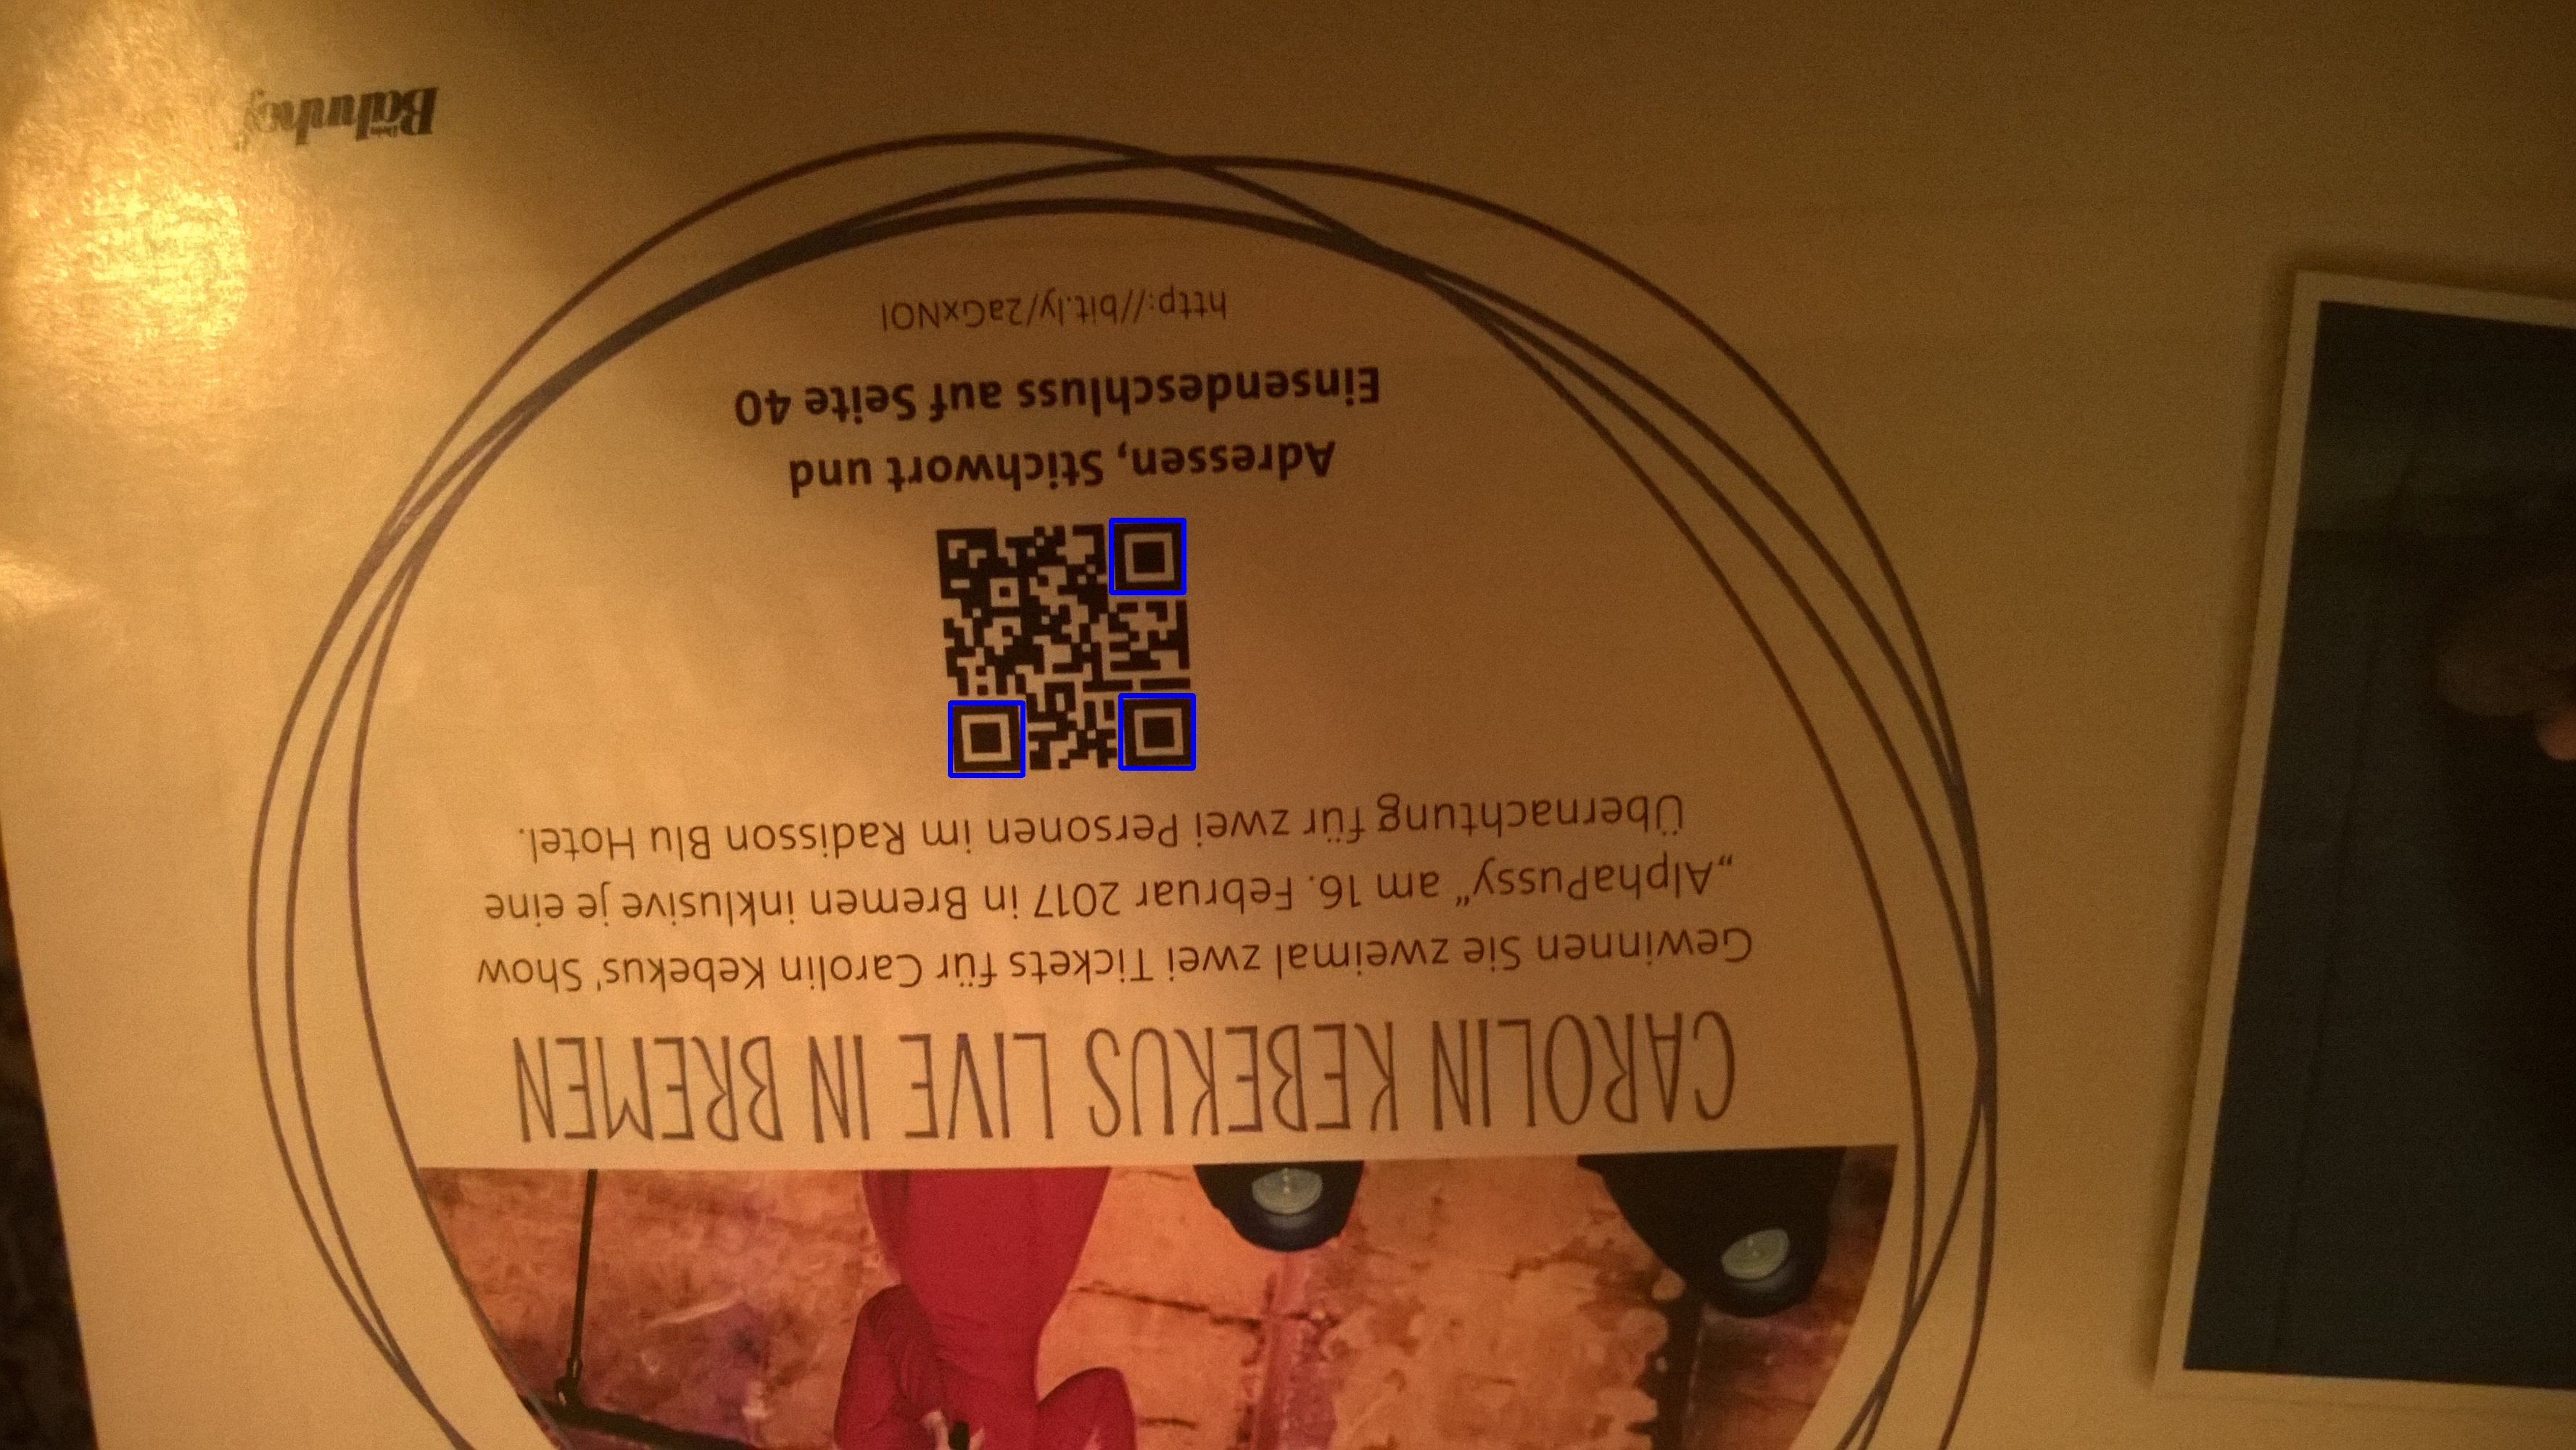 CAROLIN KEBEKUS LIVE IN BREMEN
Gewinnen Sie zweimal zwei Tickets für Carolin Kebekus' Show
„AlphaPussy“ am 16. Februar 2017 in Bremen inklusive je eine
Übernachtung für zwei Personen im Radisson Blu Hotel.
Adressen, Stichwort und
Einsendeschluss auf Seite 40
http://bit.ly/2aGxNOI
Dein
Bahnhof